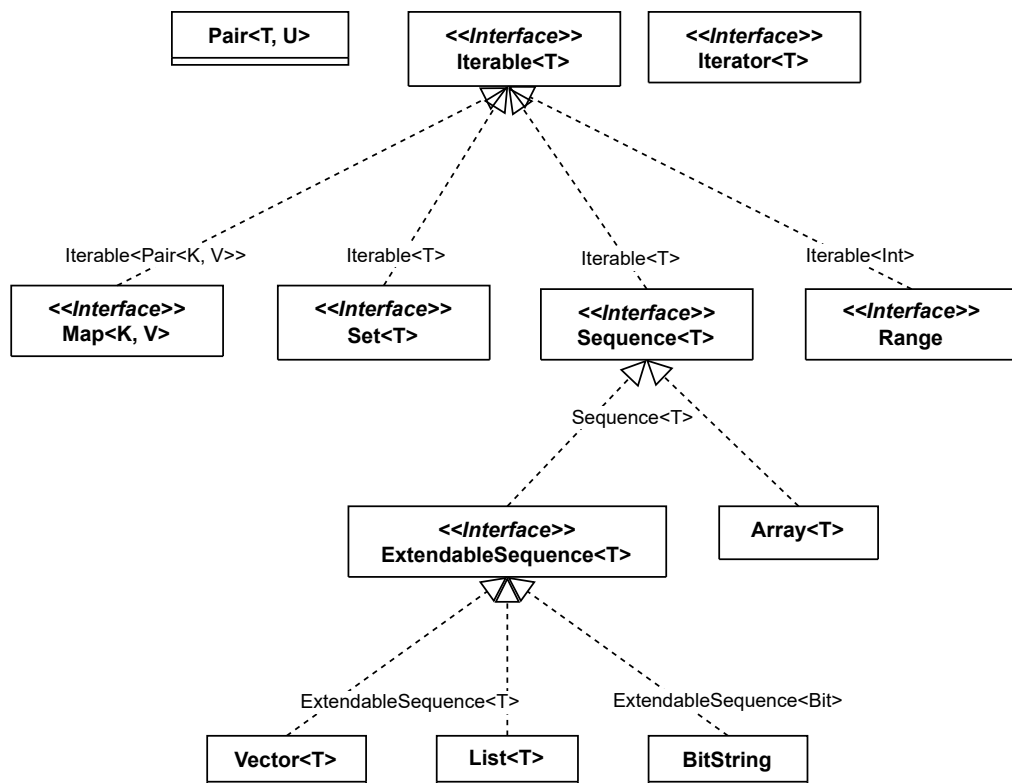 Pair<T, U>
<<Interface>>
Iterable<T>
<<Interface>>
Iterator<T>
Iterable<Pair<K, V>>
Iterable<T>
Iterable<T>
Iterable<Int>
<<Interface>>
Map<K, V>
<<Interface>>
Set<T>
<<Interface>>
Sequence<T>
<<Interface>>
Range
Sequence<T>
<<Interface>>
ExtendableSequence<T>
Array<T>
ExtendableSequence<T>
ExtendableSequence<Bit>
Vector<T>
List<T>
BitString